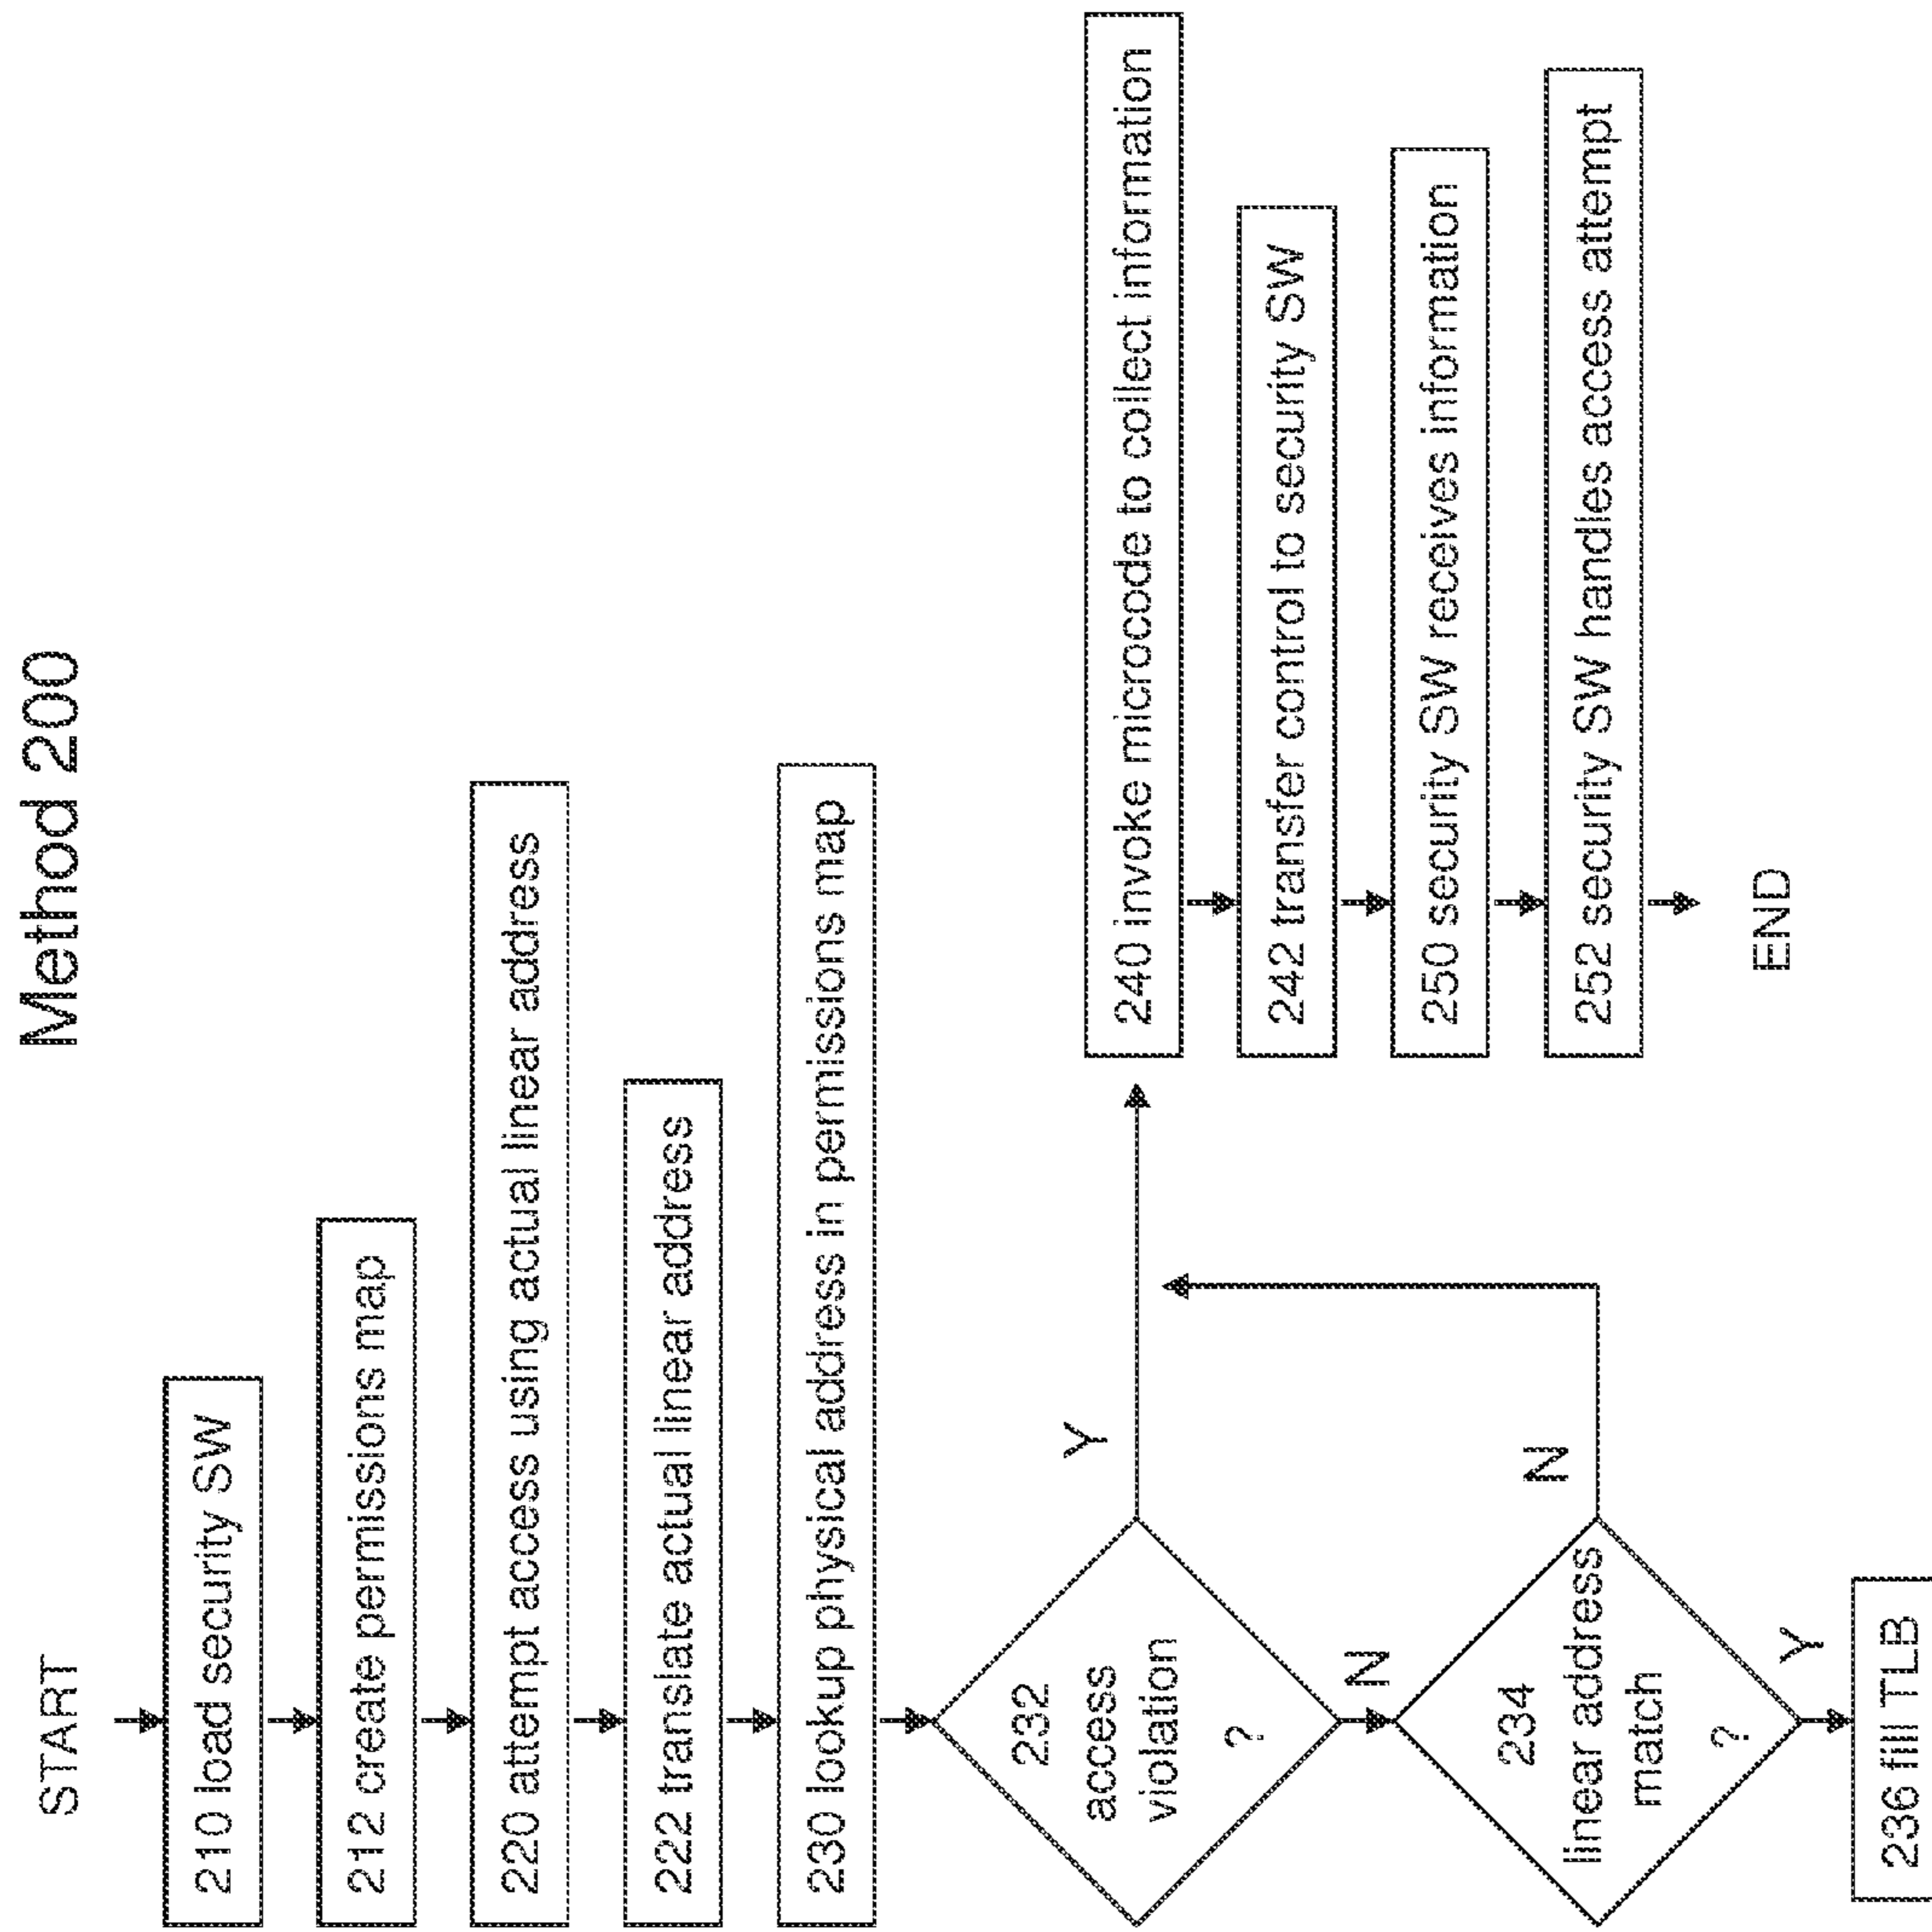 Method 200
START
210 load security SW
212 create permissions map
220 attempt access using actual linear address
222 translate actual linear address
230 lookup physical address in permissions map
232
access
violation
?
Y
N
234
linear address
match
?
N
Y
236 fill TLB
240 invoke microcode to collect information
242 transfer control to security SW
250 security SW receives information
252 security SW handles access attempt
END